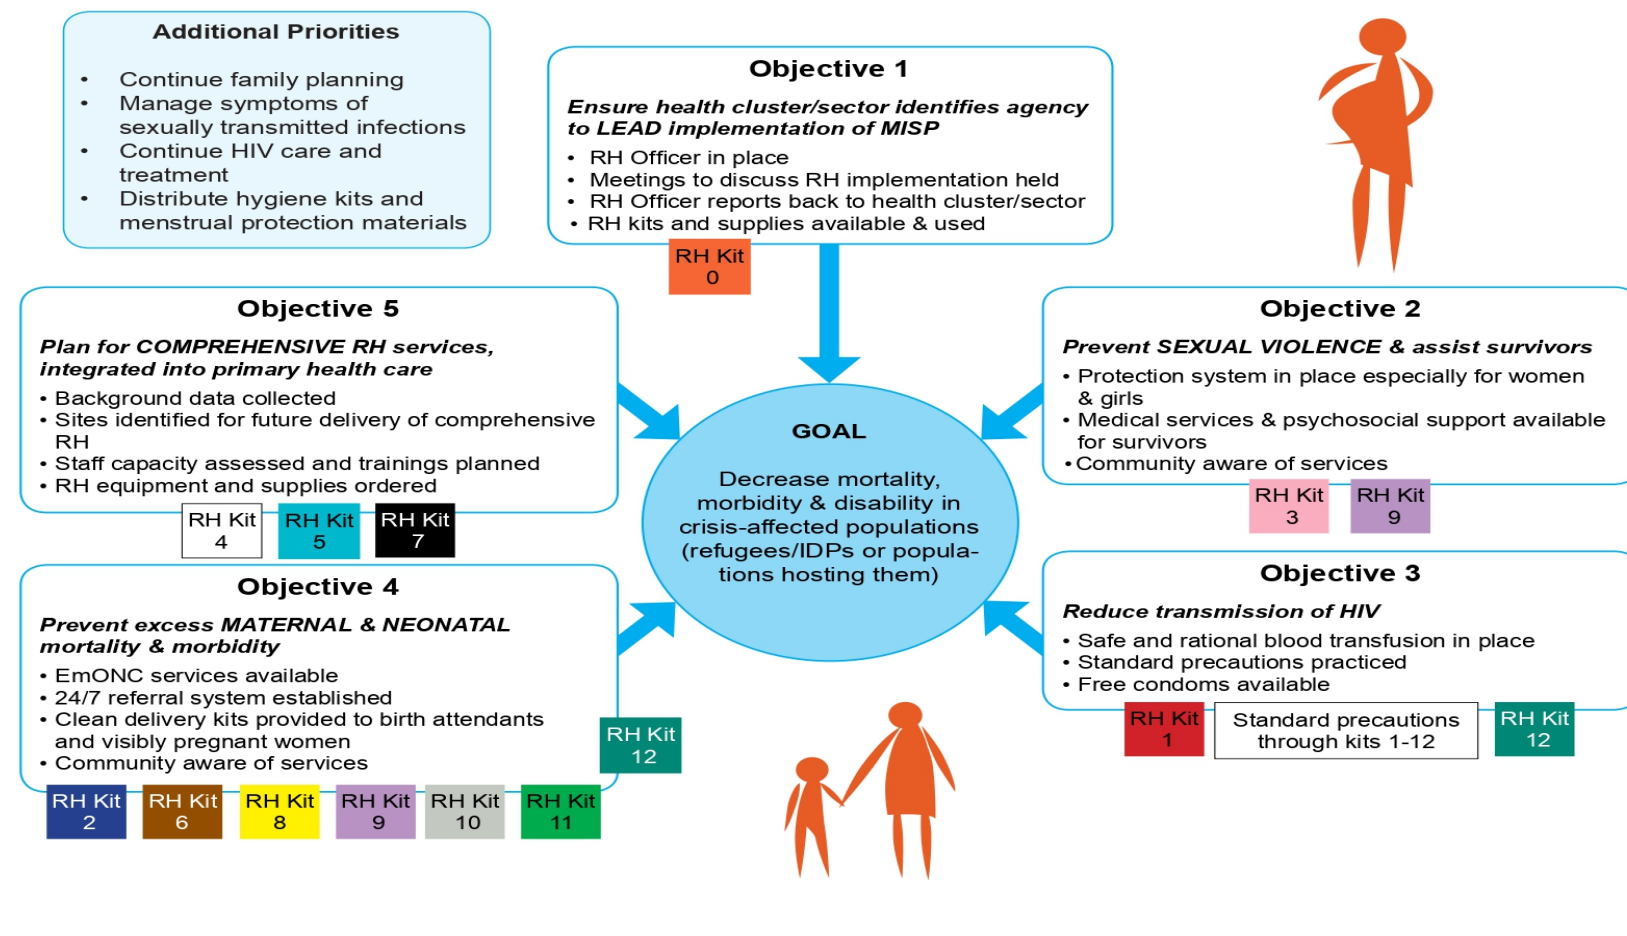 Additional Priorities
• Continue family planning
• Manage symptoms of
sexually transmitted infections
• Continue HIV care and
treatment
• Distribute hygiene kits and
menstrual protection materials
Objective 1
Ensure health cluster/sector identifies agency
to LEAD implementation of MISP
• RH Officer in place
• Meetings to discuss RH implementation held
• RH Officer reports back to health cluster/sector
• RH kits and supplies available & used
RH Kit
0
Objective 5
Plan for COMPREHENSIVE RH services,
integrated into primary health care
• Background data collected
• Sites identified for future delivery of comprehensive
RH
• Staff capacity assessed and trainings planned
• RH equipment and supplies ordered
RH Kit
4
RH Kit
5
RH Kit
7
GOAL
Decrease mortality,
morbidity & disability in
crisis-affected populations
(refugees/IDPs or popula-
tions hosting them)
Objective 2
Prevent SEXUAL VIOLENCE & assist survivors
• Protection system in place especially for women
& girls
• Medical services & psychosocial support available
for survivors
• Community aware of services
RH Kit
3
RH Kit
9
Objective 4
Prevent excess MATERNAL & NEONATAL
mortality & morbidity
• EmONC services available
• 24/7 referral system established
• Clean delivery kits provided to birth attendants
and visibly pregnant women
• Community aware of services
RH Kit
12
RH Kit
2
RH Kit
6
RH Kit
8
RH Kit
9
RH Kit
10
RH Kit
11
Objective 3
Reduce transmission of HIV
• Safe and rational blood transfusion in place
• Standard precautions practiced
• Free condoms available
RH Kit
1
Standard precautions
through kits 1-12
RH Kit
12